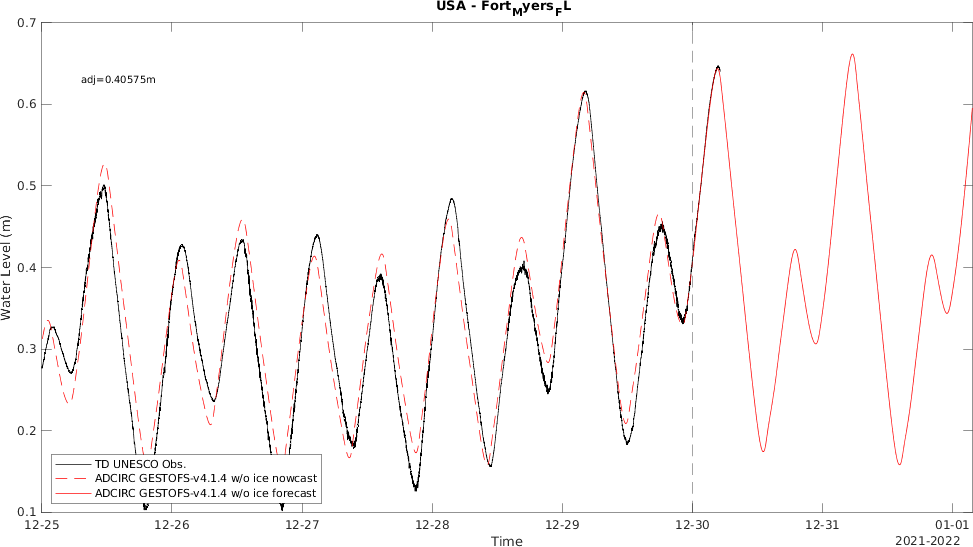 USA - FortMyersFL
adj=0.40575m
0.7
0.6
0.5
0.4
0.3
0.2
0.1
Water Level (m)
TD UNESCO Obs.
ADCIRC GESTOFS-v4.1.4 w/o ice nowcast
ADCIRC GESTOFS-v4.1.4 w/o ice forecast
12-25 12-26 12-27 12-28 12-29 12-30 12-31 01-01
Time
2021-2022